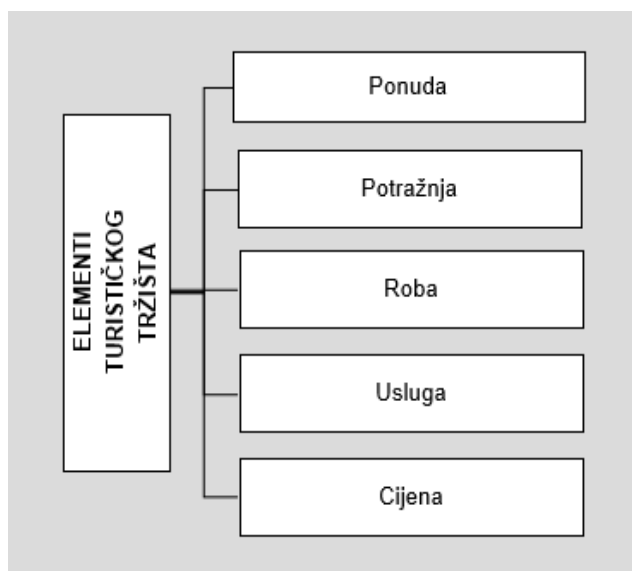 ELEMENTI
TURISTIČKOG
TRŽIŠTA
Ponuda
Potražnja
Roba
Usluga
Cijena